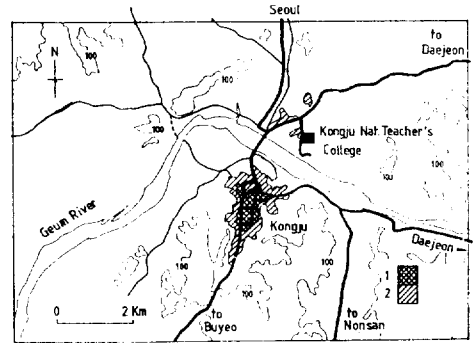 Seoul
to
Daejeon
N
100
100
100
100
100
Kongju Nat. Teacher's
College
Geum River
Kongju
Daejeon
100
100
100
1
2
0 2 Km
to
Buyeo
to
Nonsan